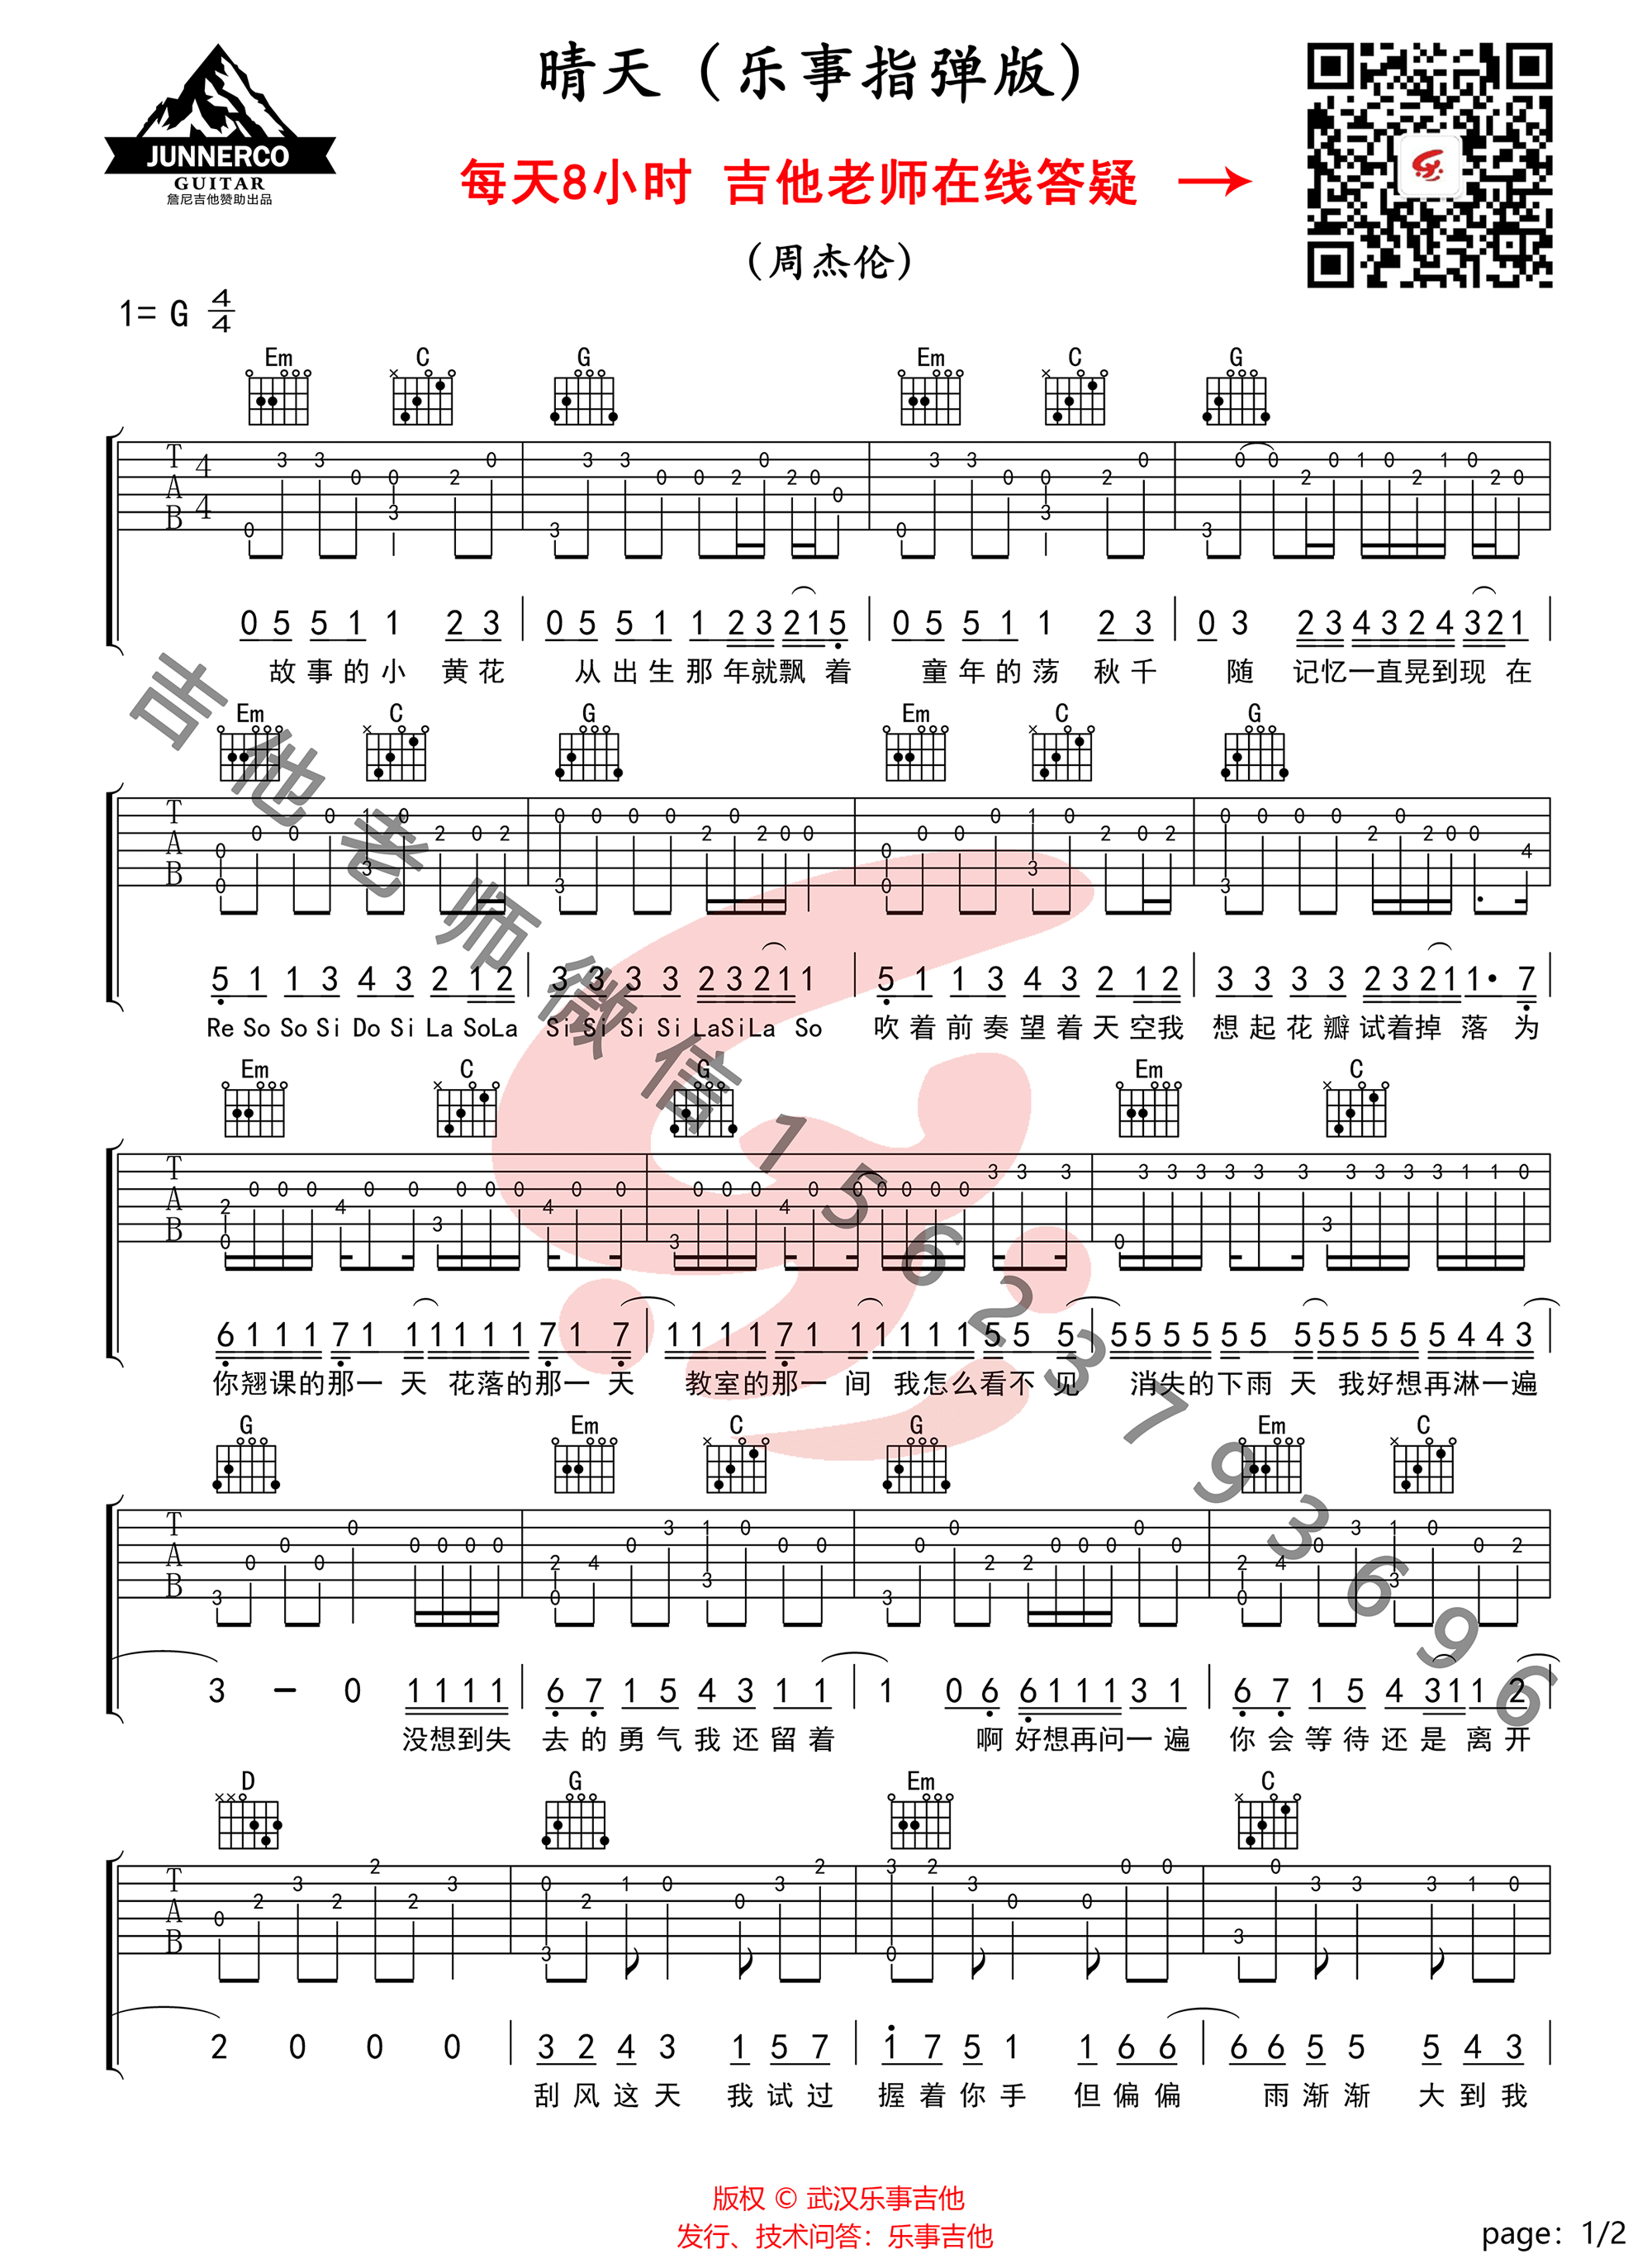 JUNNERCO
GUITAR
詹尼吉他赞助出品
晴天（乐事指弹版）
每天8小时 吉他老师在线答疑 →
（周杰伦）
1= G 4/4
Em C G Em C G
T A B 4/4
0 5 5 1 1 2 3 | 0 5 5 1 1 2 3 2 1 5 | 0 5 5 1 1 2 3 | 0 3 2 3 4 3 2 4 3 2 1 |
故事的小 黄花 从出生那年就飘着 童年的荡 秋千 随 记忆一直晃到现在
Em C G Em C G
T A B
5 1 1 3 4 3 2 1 2 | 3 3 3 3 2 3 2 1 1 | 5 1 1 3 4 3 2 1 2 | 3 3 3 3 2 3 2 1 1· 7 |
Re So So Si Do Si La SoLa Si Si Si Si LaSiLa So 吹着前奏望着天空我 想起花瓣试着掉 落 为
Em C G Em C
T A B
6 1 1 1 7 1 1 1 1 1 1 7 1 7 | 1 1 1 1 7 1 1 1 1 1 1 5 5 5 | 5 5 5 5 5 5 5 5 5 5 5 5 4 4 3 |
你翘课的那一 天 花落的那一 天 教室的那一 间 我怎么看不 见 消失的下雨 天 我好想再淋一遍
G Em C G Em C
T A B
3 - 0 1 1 1 1 | 6 7 1 5 4 3 1 1 | 1 0 6 6 1 1 1 3 1 | 6 7 1 5 4 3 1 1 2 |
没想到失 去的勇气我还留着 啊 好想再问一遍 你会等待还是 离开
D G Em C
T A B
2 0 0 0 | 3 2 4 3 1 5 7 | 1 7 5 1 1 6 6 | 6 6 5 5 5 4 3 |
刮风这天 我试过 握着你手 但偏偏 雨渐渐 大到我
吉他老师微信15623793696
版权 © 武汉乐事吉他
发行、技术问答：乐事吉他
page：1/2